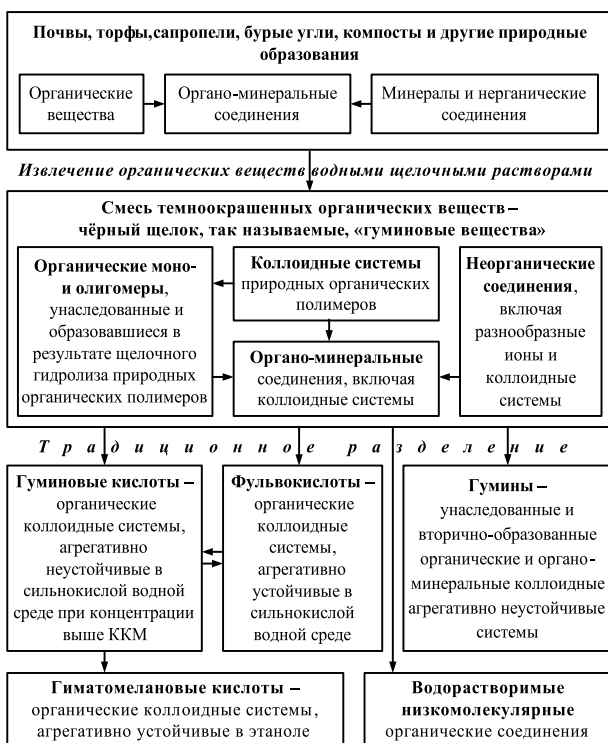 Почвы, торфы,сапропели, бурые угли, компосты и другие природные
образования
Органические
вещества
Органо-минеральные
соединения
Минералы и нерганические
соединения
Извлечение органических веществ водными щелочными растворами
Смесь темноокрашенных органических веществ –
чёрный щелок, так называемые, «гуминовые вещества»
Органические моно-
и олигомеры,
унаследованные и
образовавшиеся в
результате щелочного
гидролиза природных
органических полимеров
Коллоидные системы
природных органических
полимеров
Органо-минеральные
соединения, включая
коллоидные системы
Неорганические
соединения,
включая
разнообразные
ионы и
коллоидные
системы
Традиционное разделение
Гуминовые кислоты –
органические
коллоидные системы,
агрегативно
неустойчивые в
сильнокислой водной
среде при концентрации
выше ККМ
Фульвокислоты –
органические
коллоидные
системы,
агрегативно
устойчивые в
сильнокислой
водной среде
Гумины –
унаследованные и
вторично-образованные
органические и органо-
минеральные коллоидные
агрегативно неустойчивые
системы
Гиматомелановые кислоты –
органические коллоидные системы,
агрегативно устойчивые в этаноле
Водорастворимые
низкомолекулярные
органические соединения